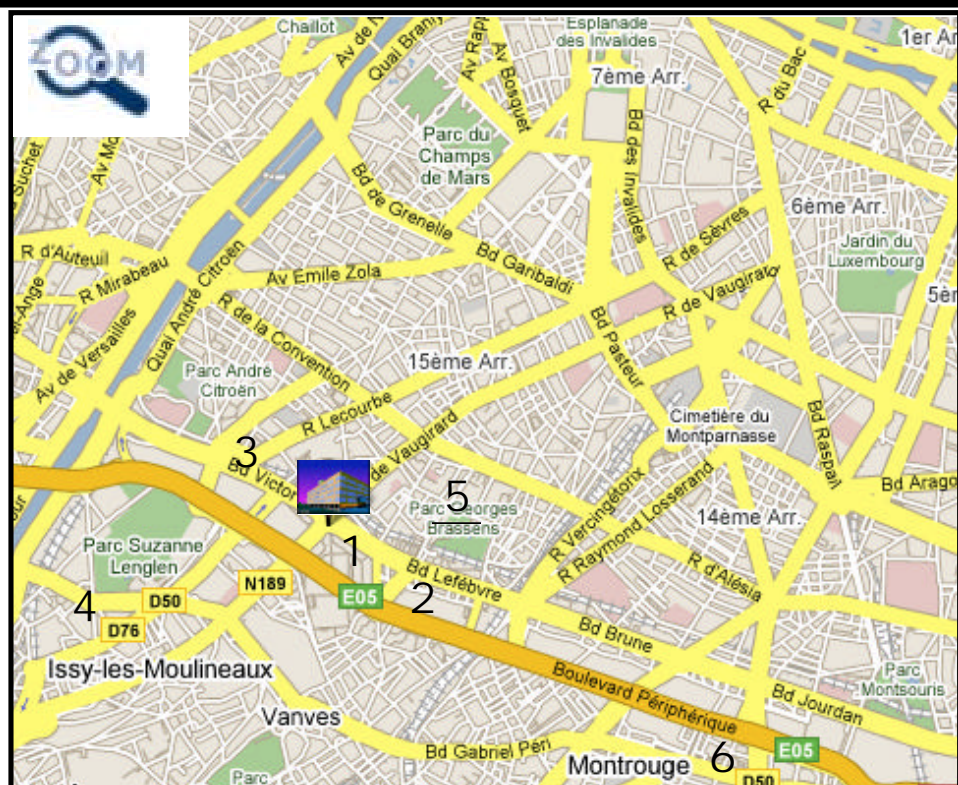 ZOOM
Chaillot
Av de N
Quai Branly
Av Rapp
Av Bosquet
Esplanade
des Invalides
7ème Arr.
R du Bac
1er Ar
Suchet
Av Mo
Parc du
Champs
de Mars
Bd de Grenelle
Bd des Invalides
6ème Arr.
R de Sèvres
Jardin du
Luxembourg
R d'Auteuil
R Mirabeau
Quai André Citroën
Av Emile Zola
Bd Garibaldi
R de Vaugirard
5èr
Av de Versailles
R de la Convention
Bd Pasteur
Parc André
Citroën
15ème Arr.
R Lecourbe
Cimetière du
Montparnasse
Bd Raspail
3
Bd Victor
de Vaugirard
Bd Arago
5
Parc Georges
Brassens
R Vercingétorix
R Raymond Losserand
14ème Arr.
R d'Alésia
Parc Suzanne
Lenglen
1
Bd Lefèbvre
2
E05
N189
4
D50
D76
Bd Brune
Issy-les-Moulineaux
Boulevard Périphérique
Parc
Montsouris
Bd Jourdan
Vanves
Bd Gabriel Péri
Montrouge
6
E05
D50
Parc